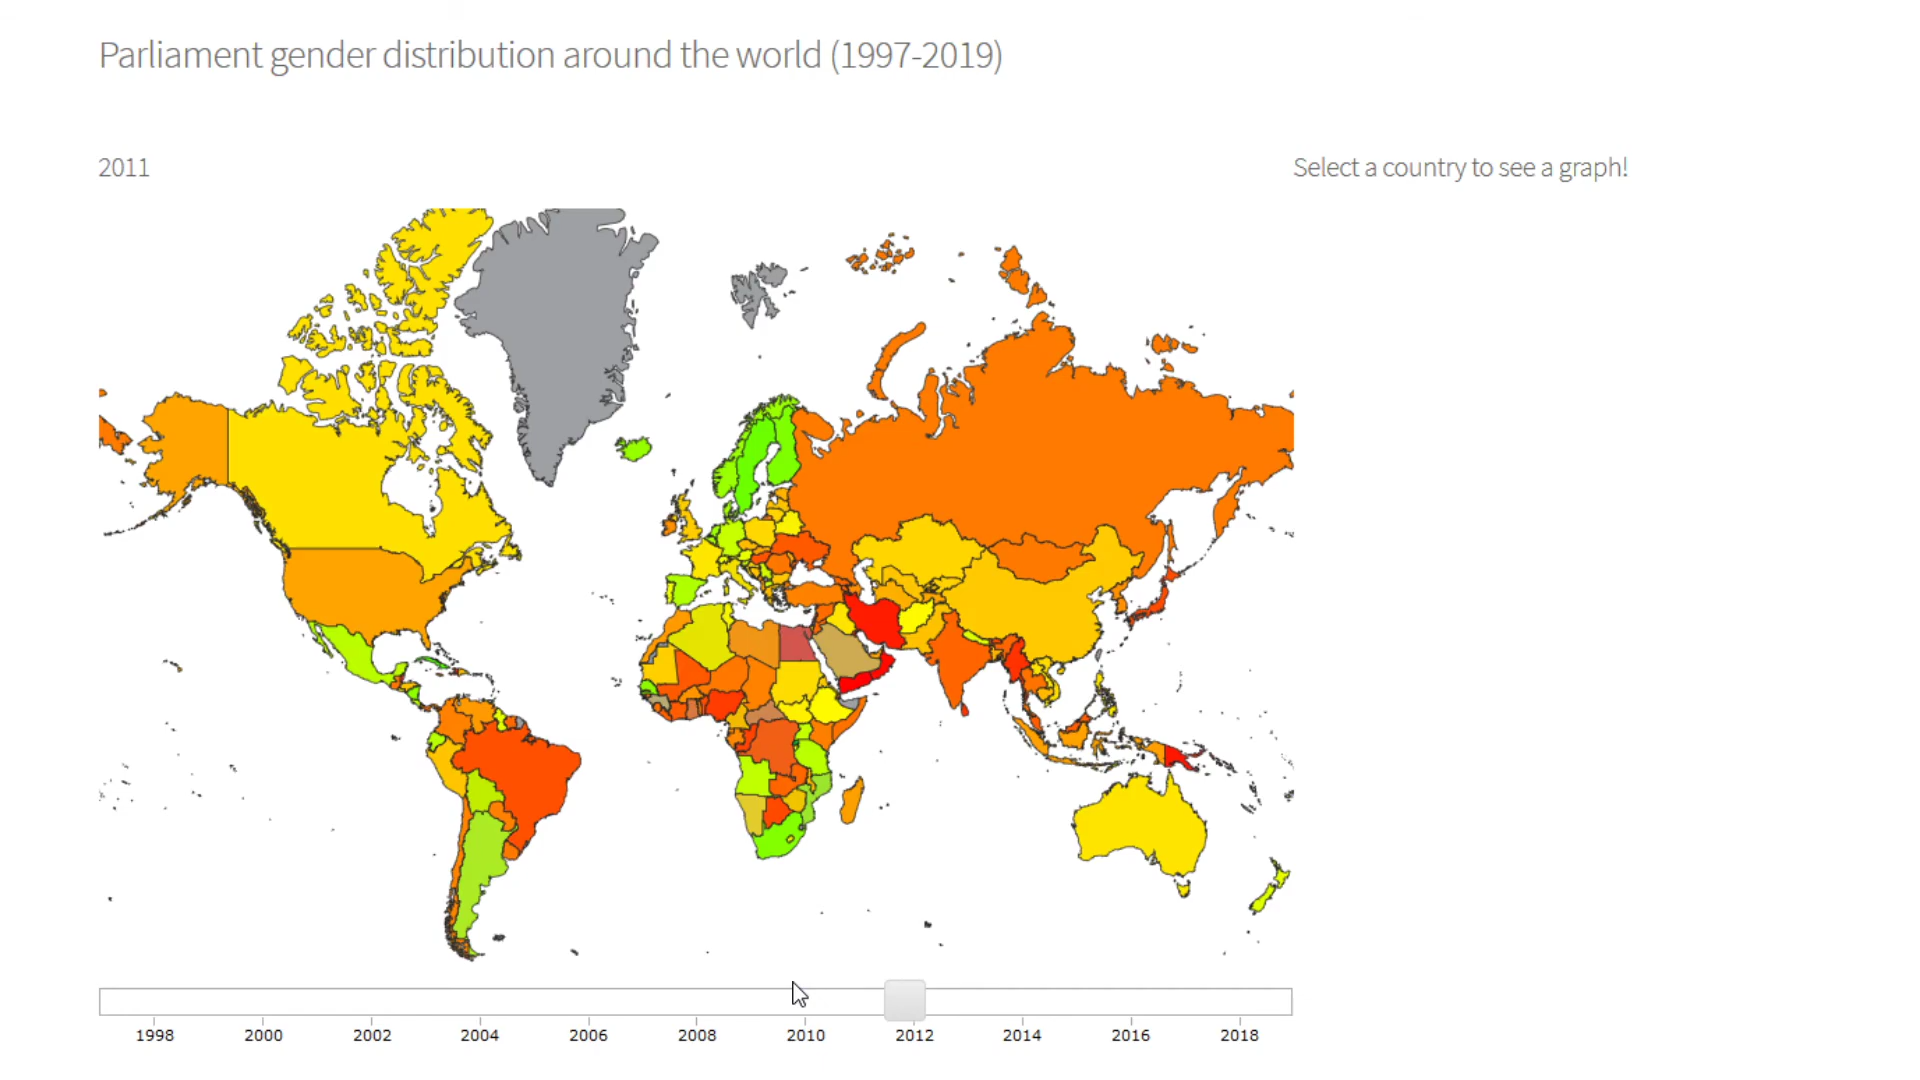 Parliament gender distribution around the world (1997-2019)
2011
Select a country to see a graph!
1998 2000 2002 2004 2006 2008 2010 2012 2014 2016 2018